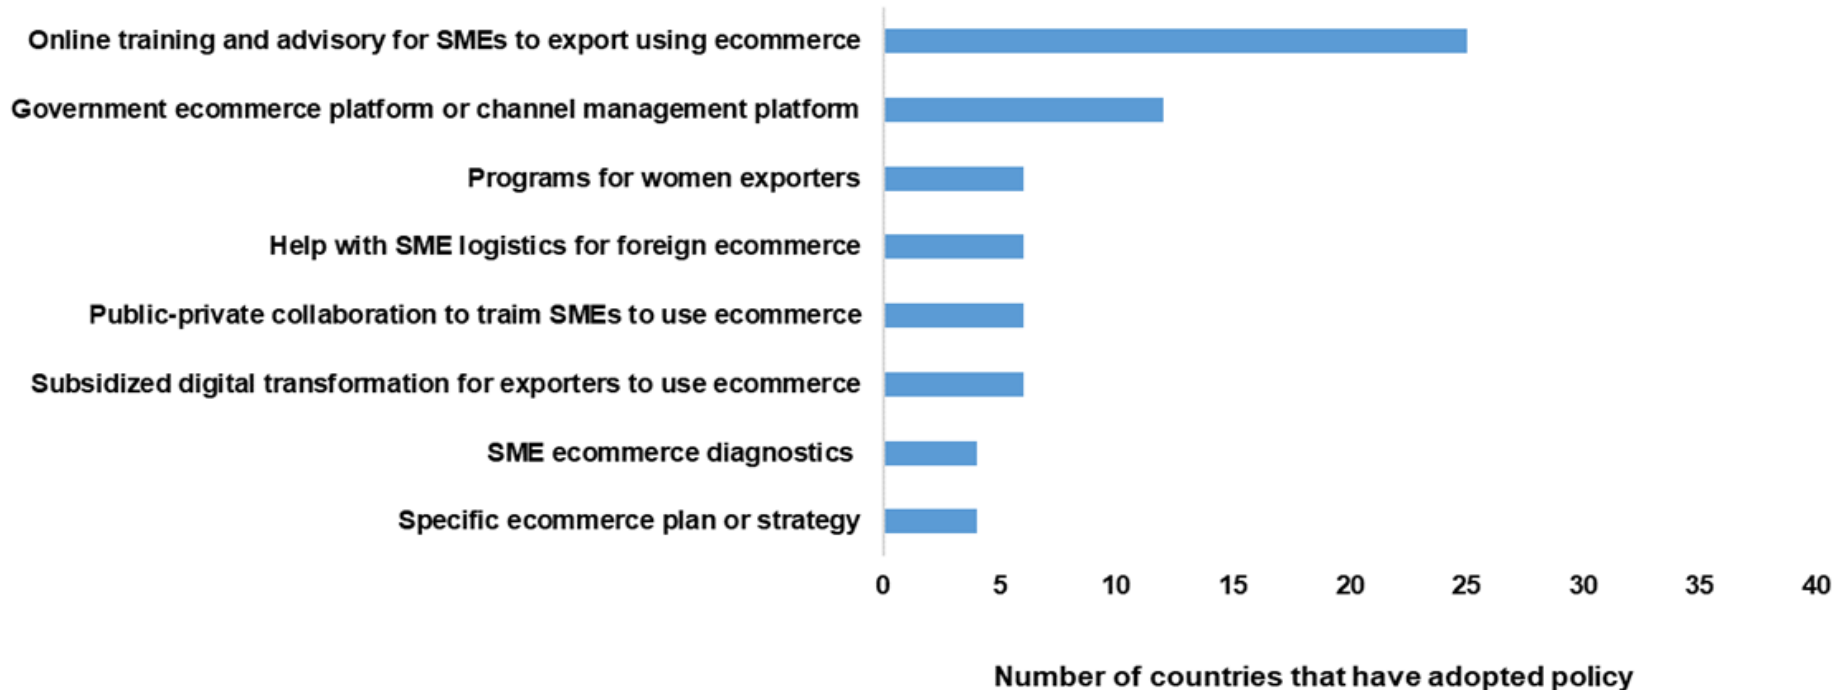 Online training and advisory for SMEs to export using ecommerce
Government ecommerce platform or channel management platform
Programs for women exporters
Help with SME logistics for foreign ecommerce
Public-private collaboration to traim SMEs to use ecommerce
Subsidized digital transformation for exporters to use ecommerce
SME ecommerce diagnostics
Specific ecommerce plan or strategy
0 5 10 15 20 25 30 35 40
Number of countries that have adopted policy